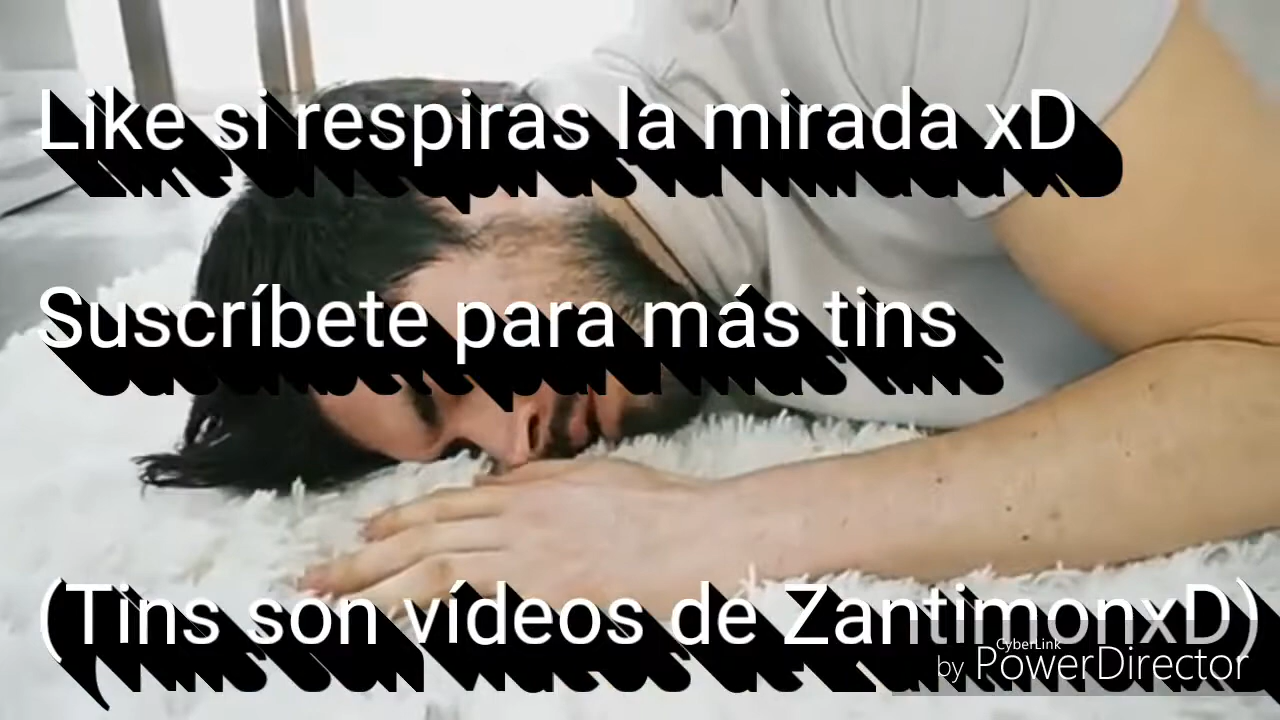 Like si respiras la mirada xD
Suscríbete para más tins
(Tins son vídeos de ZantimonxD)
CyberLink
by PowerDirector